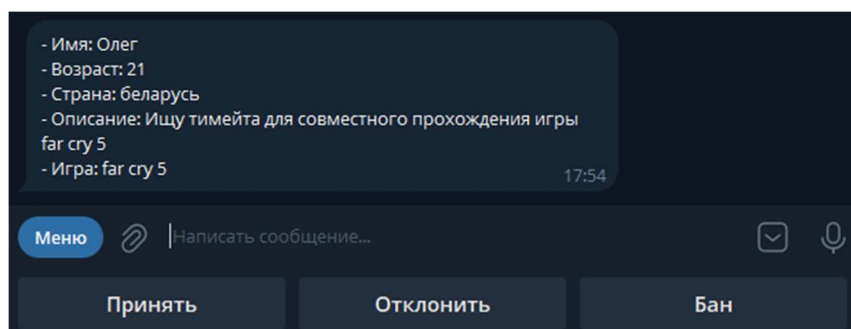 - Имя: Олег
- Возраст: 21
- Страна: беларусь
- Описание: Ищу тимейта для совместного прохождения игры
far cry 5
- Игра: far cry 5
17:54
Меню
Написать сообщение...
Принять
Отклонить
Бан